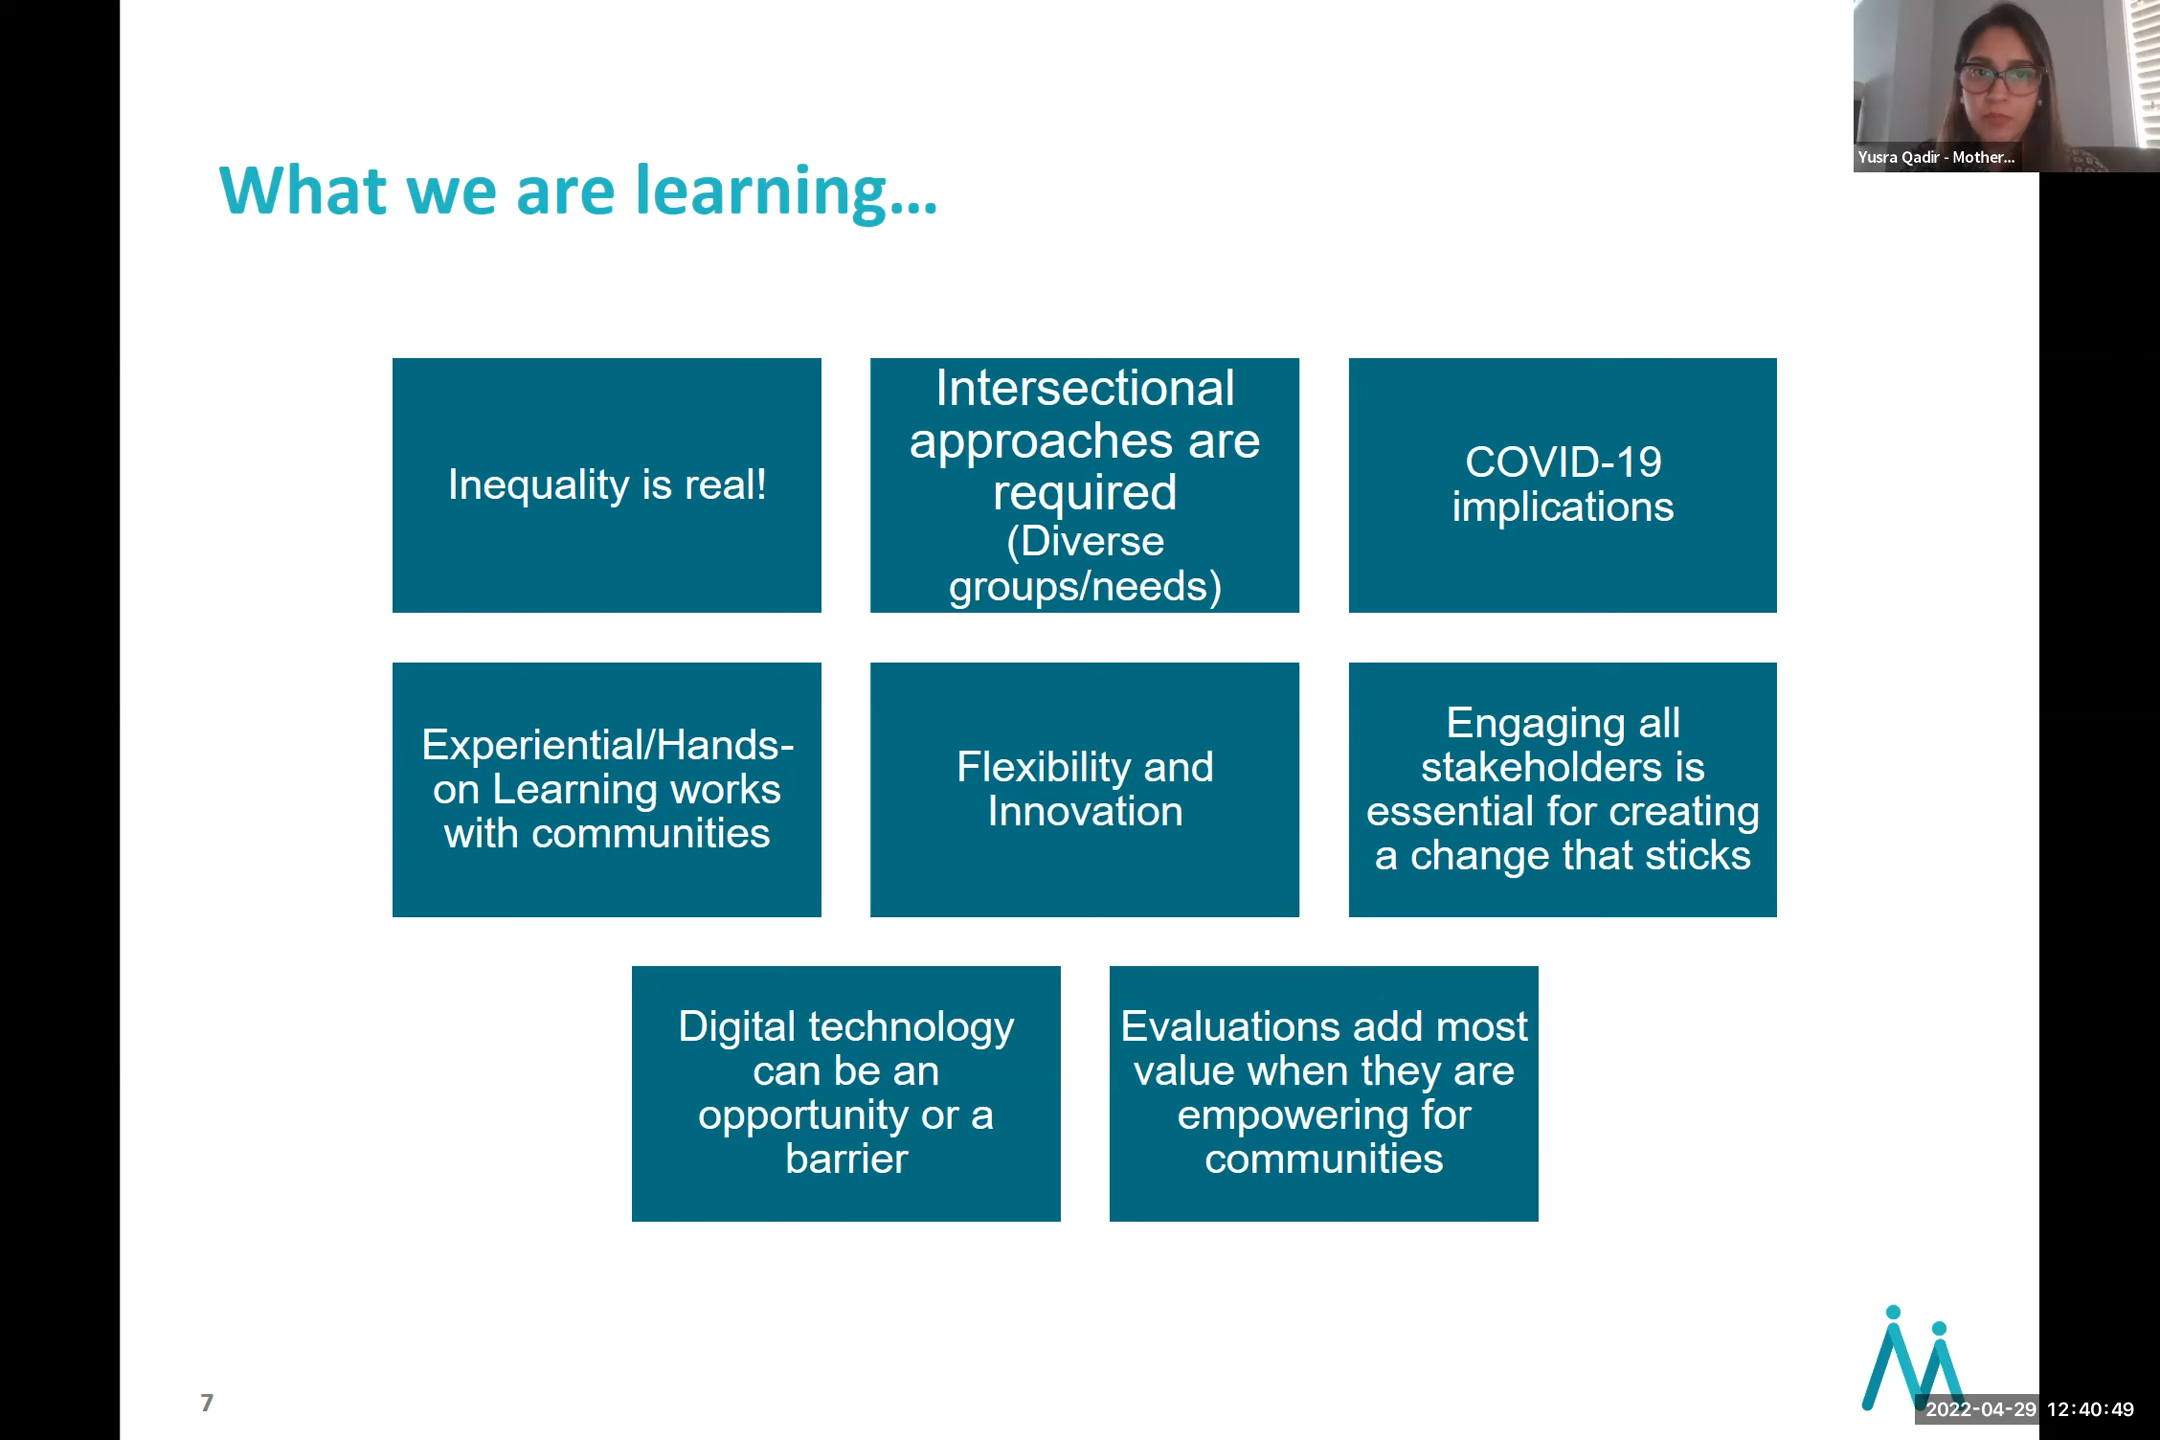 Yusra Qadir - Mother...
What we are learning...
Inequality is real!
Intersectional
approaches are
required
(Diverse
groups/needs)
COVID-19
implications
Experiential/Hands-
on Learning works
with communities
Flexibility and
Innovation
Engaging all
stakeholders is
essential for creating
a change that sticks
Digital technology
can be an
opportunity or a
barrier
Evaluations add most
value when they are
empowering for
communities
7
2022-04-29 12:40:49